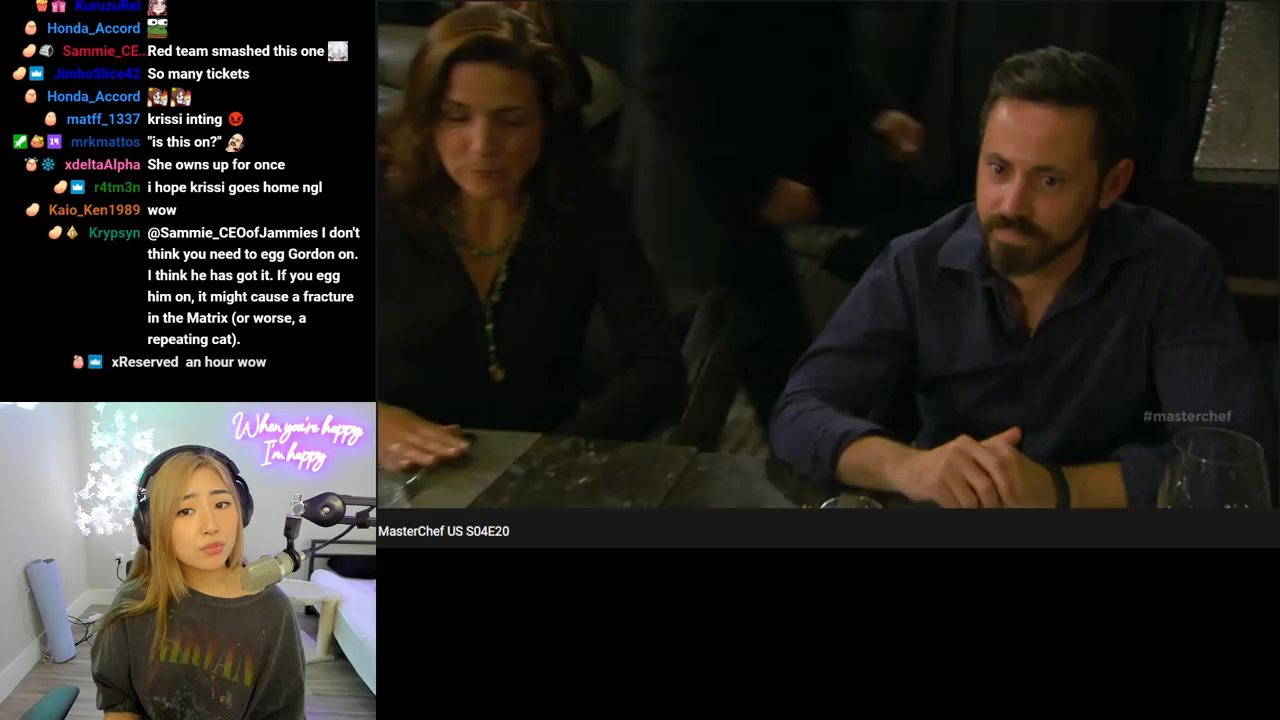 KuruzuRei
Honda_Accord
Sammie_CE... Red team smashed this one
JimboSlice42 So many tickets
Honda_Accord
matff_1337 krissi inting
mrkmattos "is this on?"
xdeltaAlpha She owns up for once
r4tm3n i hope krissi goes home ngl
Kaio_Ken1989 wow
Krypsyn @Sammie_CEOofJammies I don't
think you need to egg Gordon on.
I think he has got it. If you egg
him on, it might cause a fracture
in the Matrix (or worse, a
repeating cat).
xReserved an hour wow
#masterchef
MasterChef US S04E20
When you're happy
I'm happy